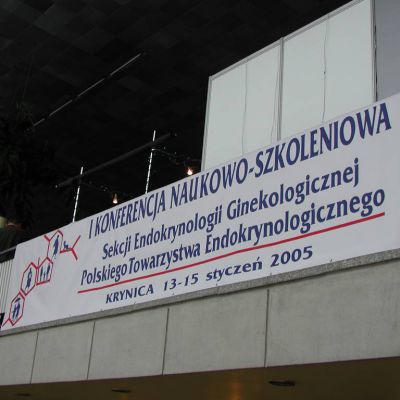 I KONFERENCJA NAUKOWO-SZKOLENIOWA
Sekcji Endokrynologii Ginekologicznej
Polskiego Towarzystwa Endokrynologicznego
KRYNICA 13-15 styczeń 2005